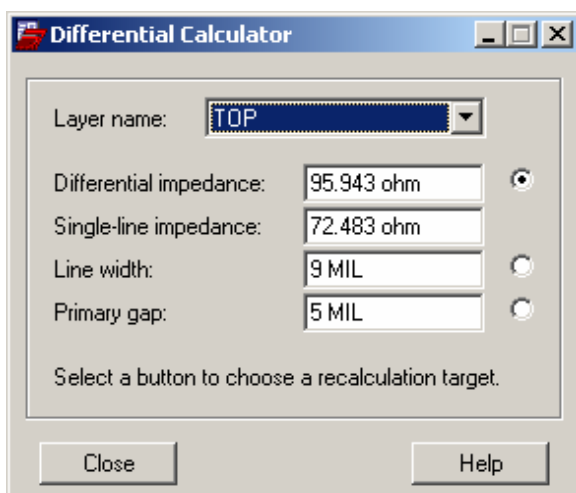 Differential Calculator
Layer name: TOP
Differential impedance: 95.943 ohm
Single-line impedance: 72.483 ohm
Line width: 9 MIL
Primary gap: 5 MIL
Select a button to choose a recalculation target.
Close Help